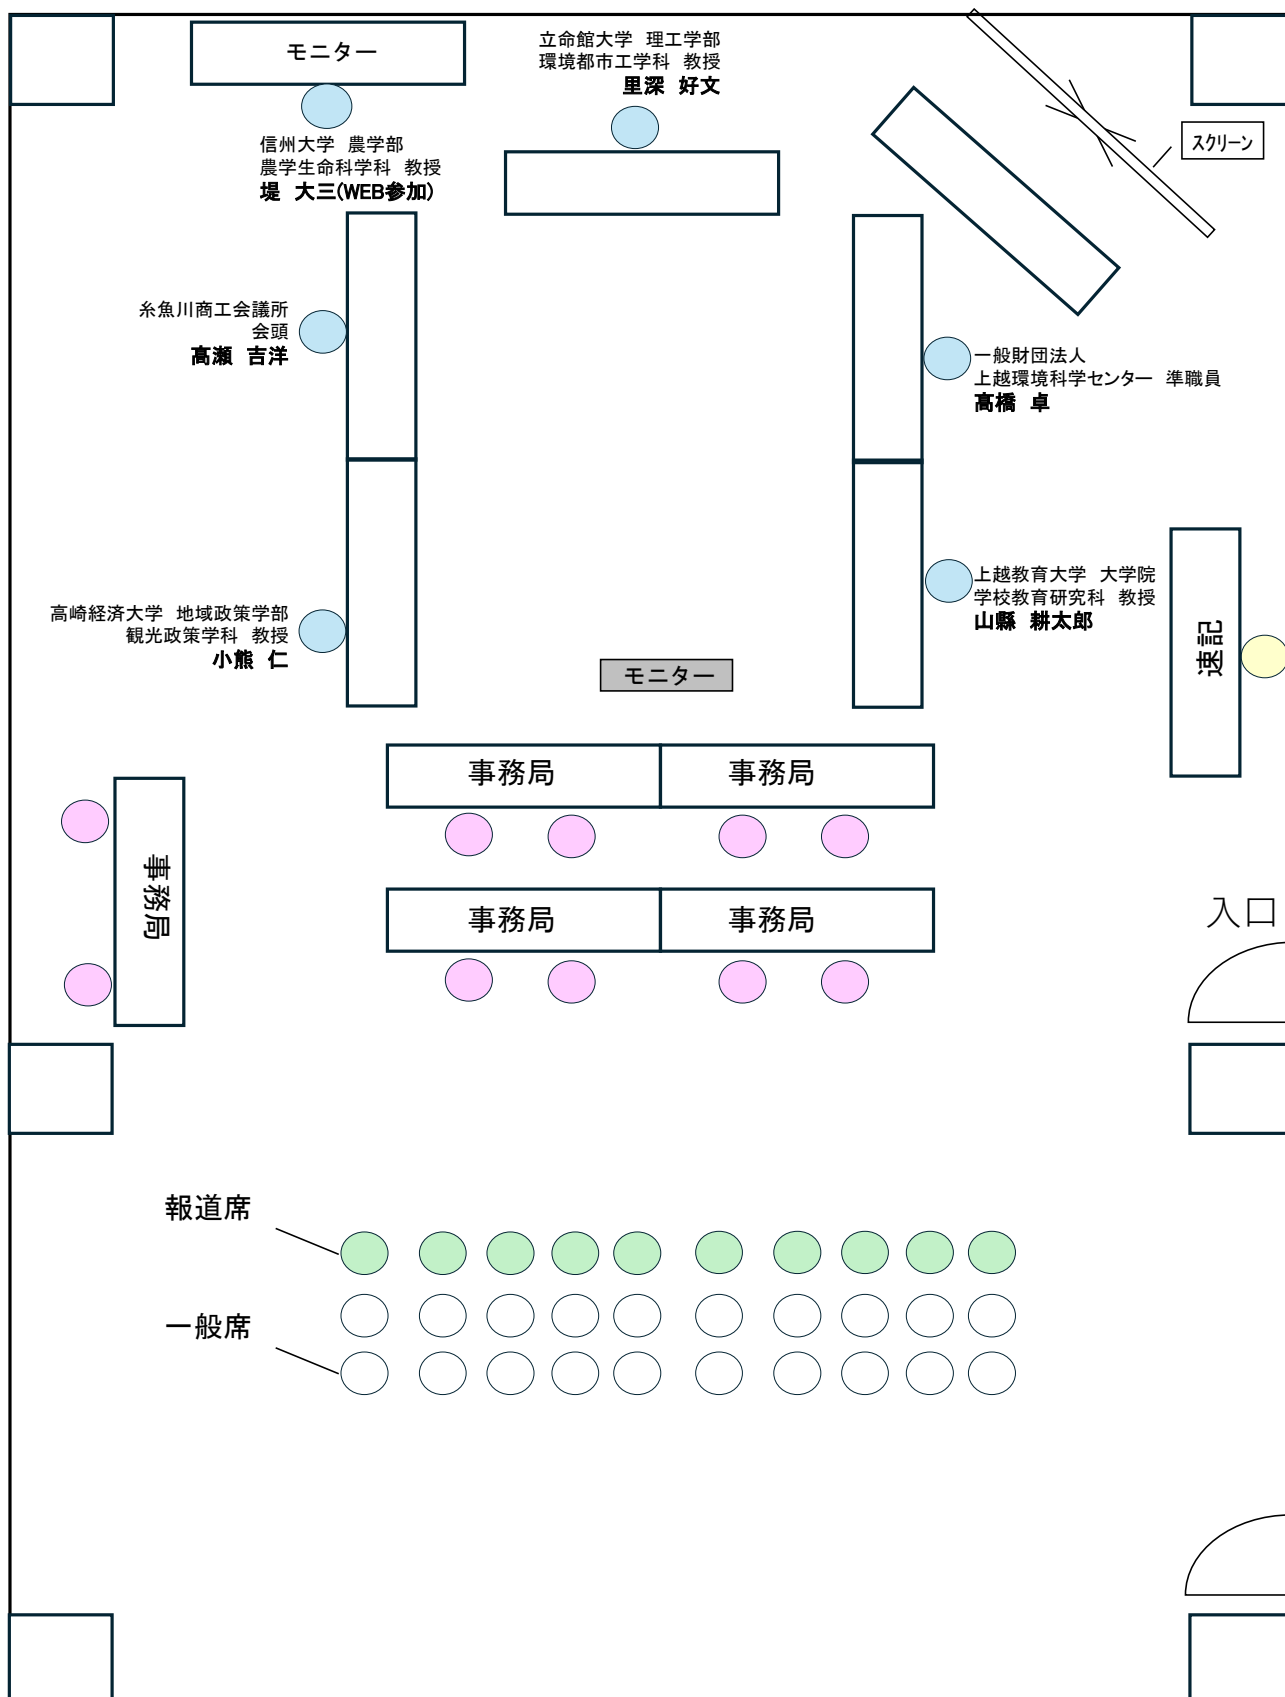 モニター
立命館大学　理工学部
環境都市工学科　教授
里深　好文
スクリーン
信州大学　農学部
農学生命科学科　教授
堤　大三(WEB参加)
糸魚川商工会議所
会頭
髙瀬　吉洋
一般財団法人
上越環境科学センター　準職員
髙橋　卓
上越教育大学　大学院
学校教育研究科　教授
山縣　耕太郎
高崎経済大学　地域政策学部
観光政策学科　教授
小熊　仁
速記
モニター
事務局
事務局
事務局
事務局
事務局
入口
報道席
一般席